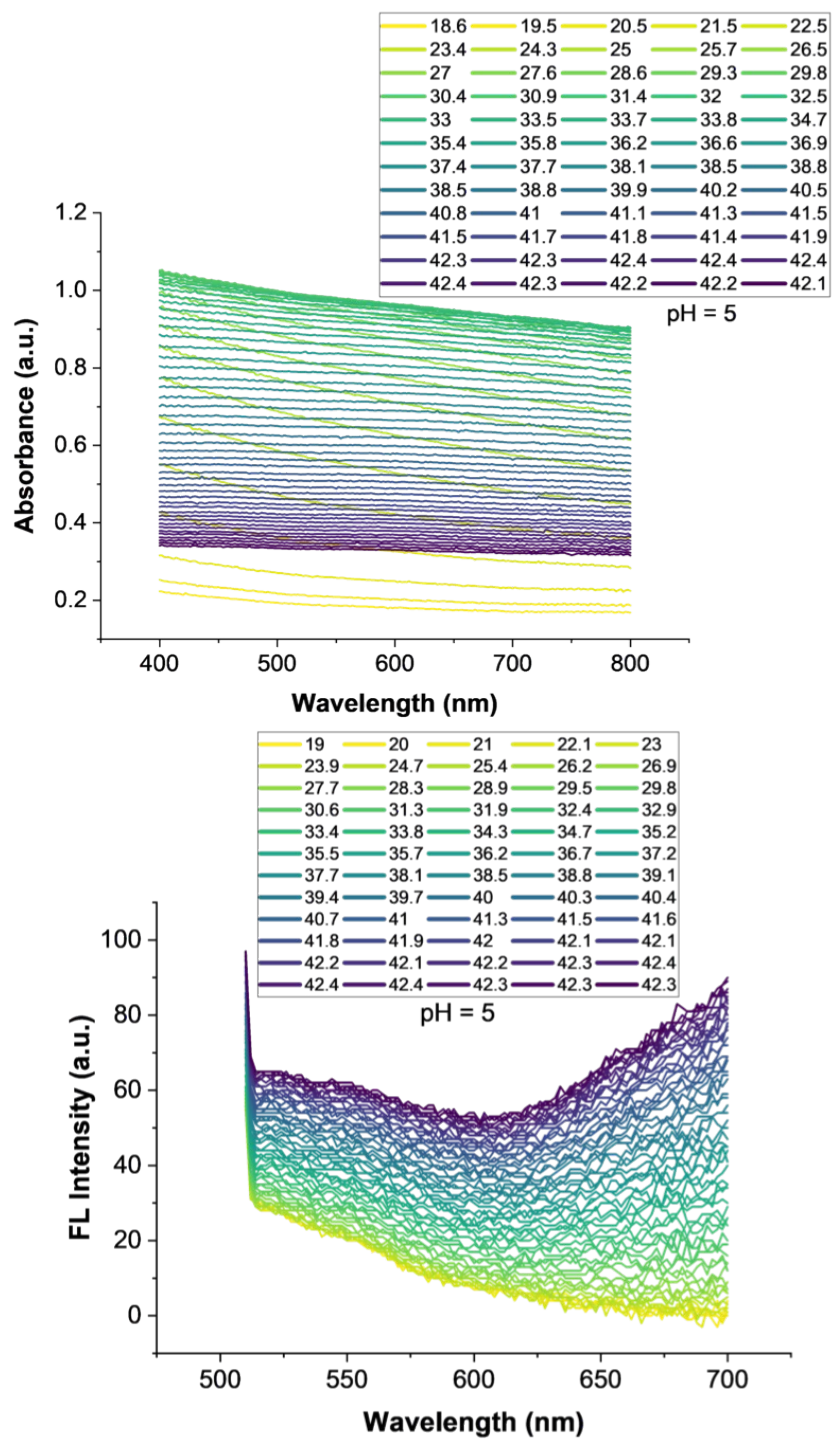 18.6 19.5 20.5 21.5 22.5
23.4 24.3 25 25.7 26.5
27 27.6 28.6 29.3 29.8
30.4 30.9 31.4 32 32.5
33 33.5 33.7 33.8 34.7
35.4 35.8 36.2 36.6 36.9
37.4 37.7 38.1 38.5 38.8
38.5 38.8 39.9 40.2 40.5
40.8 41 41.1 41.3 41.5
41.5 41.7 41.8 41.4 41.9
42.3 42.3 42.4 42.4 42.4
42.4 42.3 42.2 42.2 42.1
pH = 5
1.2
1.0
0.8
0.6
0.4
0.2
Absorbance (a.u.)
400 500 600 700 800
Wavelength (nm)
19 20 21 22.1 23
23.9 24.7 25.4 26.2 26.9
27.7 28.3 28.9 29.5 29.8
30.6 31.3 31.9 32.4 32.9
33.4 33.8 34.3 34.7 35.2
35.5 35.7 36.2 36.7 37.2
37.7 38.1 38.5 38.8 39.1
39.4 39.7 40 40.3 40.4
40.7 41 41.3 41.5 41.6
41.8 41.9 42 42.1 42.1
42.2 42.1 42.2 42.3 42.4
42.4 42.4 42.3 42.3 42.3
pH = 5
100
80
60
40
20
0
FL Intensity (a.u.)
500 550 600 650 700
Wavelength (nm)